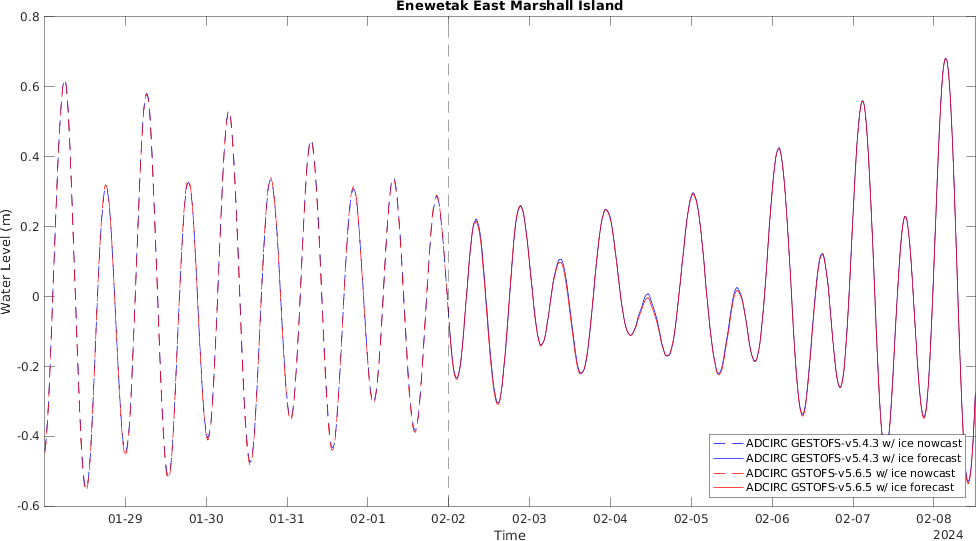 Enewetak East Marshall Island
Water Level (m)
0.8
0.6
0.4
0.2
0
-0.2
-0.4
-0.6
ADCIRC GESTOFS-v5.4.3 w/ ice nowcast
ADCIRC GESTOFS-v5.4.3 w/ ice forecast
ADCIRC GSTOFS-v5.6.5 w/ ice nowcast
ADCIRC GSTOFS-v5.6.5 w/ ice forecast
01-29 01-30 01-31 02-01 02-02 02-03 02-04 02-05 02-06 02-07 02-08
Time
2024